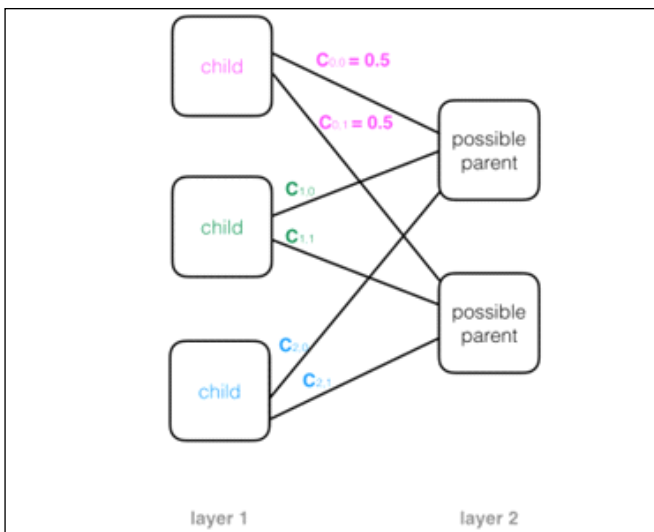 child
C0,0 = 0.5
C0,1 = 0.5
possible
parent
C1,0
child
C1,1
possible
parent
C2,0
C2,1
child
layer 1
layer 2